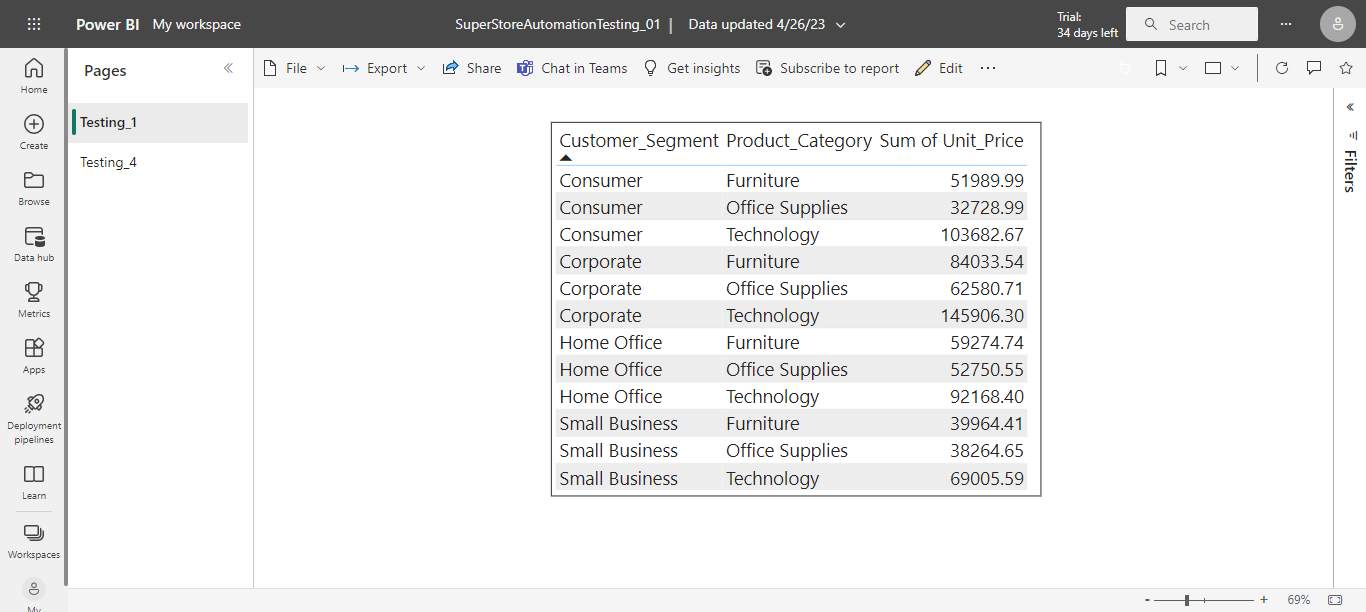 Power BI My workspace
SuperStoreAutomationTesting_01 | Data updated 4/26/23
Trial:
34 days left
Search
Home
Create
Browse
Data hub
Metrics
Apps
Deployment
pipelines
Learn
Workspaces
My
Pages
Testing_1
Testing_4
File Export Share Chat in Teams Get insights Subscribe to report Edit
Customer_Segment Product_Category Sum of Unit_Price
Consumer Furniture 51989.99
Consumer Office Supplies 32728.99
Consumer Technology 103682.67
Corporate Furniture 84033.54
Corporate Office Supplies 62580.71
Corporate Technology 145906.30
Home Office Furniture 59274.74
Home Office Office Supplies 52750.55
Home Office Technology 92168.40
Small Business Furniture 39964.41
Small Business Office Supplies 38264.65
Small Business Technology 69005.59
Filters
- + 69%